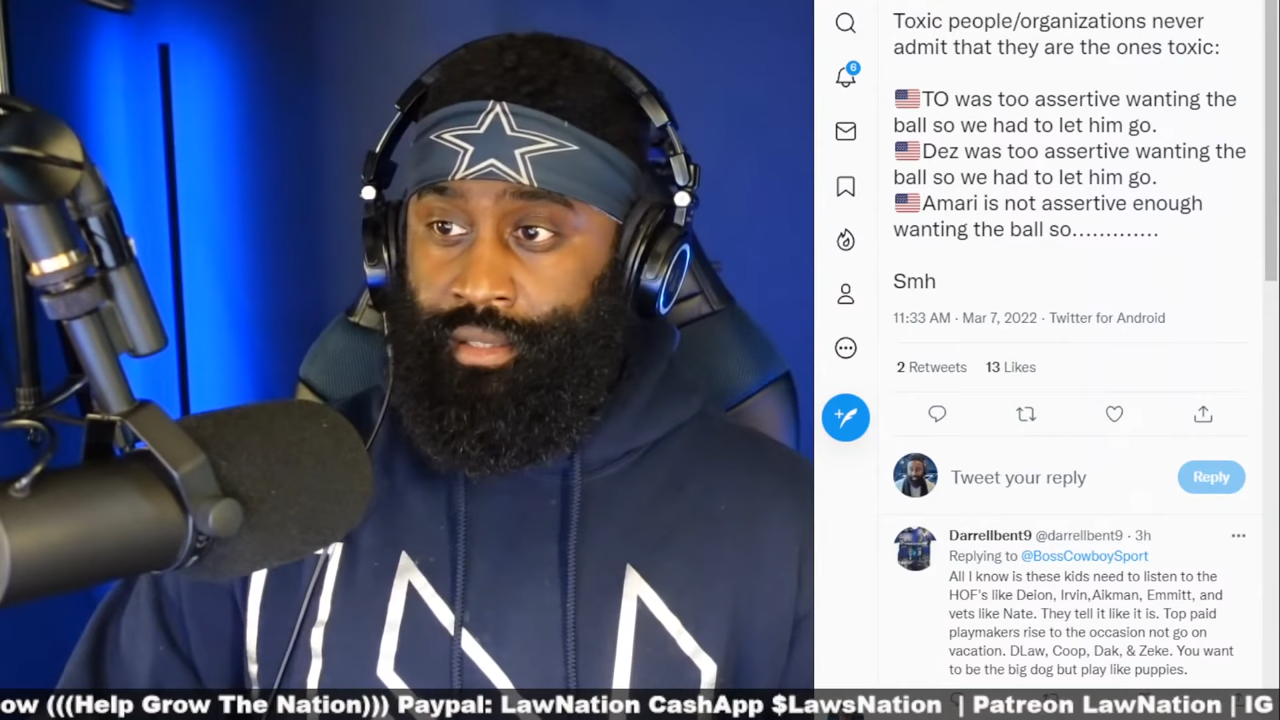 Toxic people/organizations never
admit that they are the ones toxic:
🇺🇸TO was too assertive wanting the
ball so we had to let him go.
🇺🇸Dez was too assertive wanting the
ball so we had to let him go.
🇺🇸Amari is not assertive enough
wanting the ball so.............
Smh
11:33 AM · Mar 7, 2022 · Twitter for Android
2 Retweets 13 Likes
Tweet your reply
Reply
6
Darrellbent9 @darrellbent9 · 3h
Replying to @BossCowboySport
All I know is these kids need to listen to the
HOF's like Deion, Irvin,Aikman, Emmitt, and
vets like Nate. They tell it like it is. Top paid
playmakers rise to the occasion not go on
vacation. DLaw, Coop, Dak, & Zeke. You want
to be the big dog but play like puppies.
ow (((Help Grow The Nation))) Paypal: LawNation CashApp $LawsNation | Patreon LawNation | IG